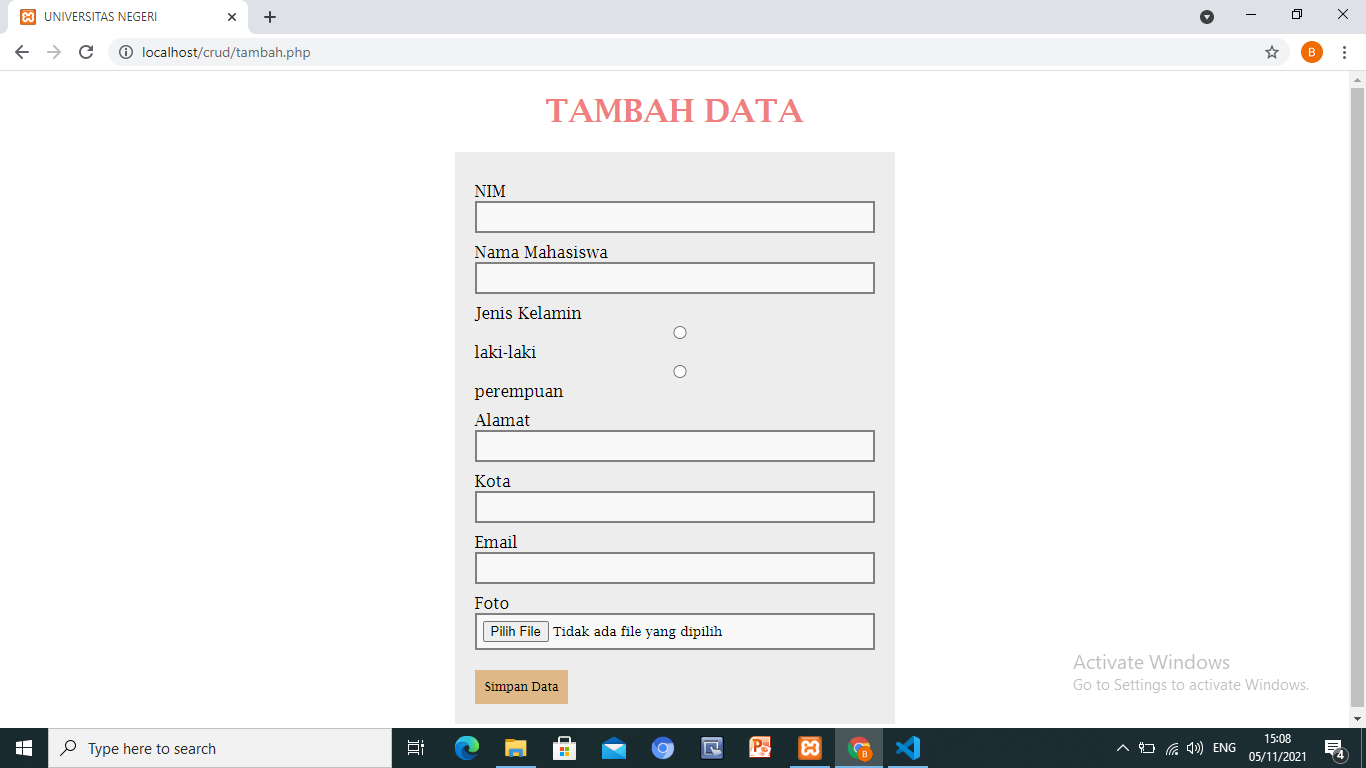 UNIVERSITAS NEGERI
localhost/crud/tambah.php
B
TAMBAH DATA
NIM
Nama Mahasiswa
Jenis Kelamin
laki-laki
perempuan
Alamat
Kota
Email
Foto
Pilih File Tidak ada file yang dipilih
Simpan Data
Activate Windows
Go to Settings to activate Windows.
Type here to search
B
ENG
15:08
05/11/2021
4